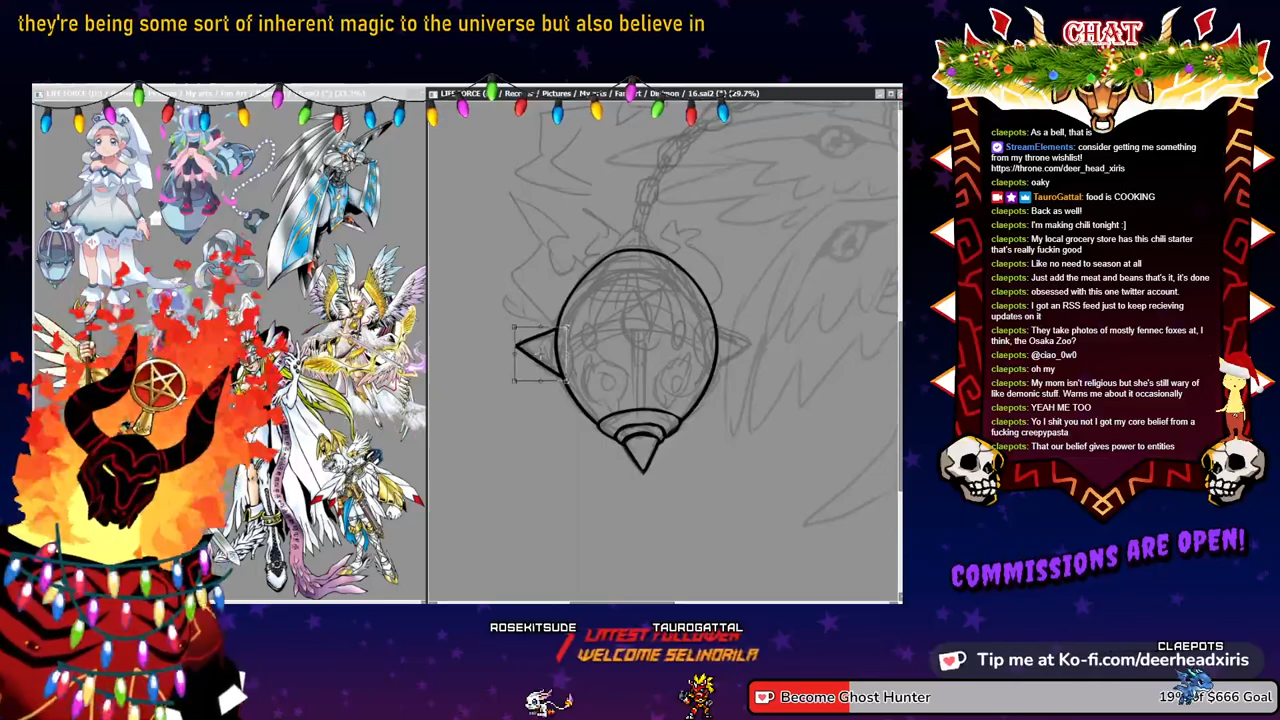 they're being some sort of inherent magic to the universe but also believe in
CHAT
claepots: As a bell, that is
StreamElements: consider getting me something
from my throne wishlist!
https://throne.com/deer_head_xiris
claepots: oaky
TauroGattal: food is COOKING
claepots: Back as well!
claepots: I'm making chili tonight :]
claepots: My local grocery store has this chili starter
that's really fuckin good
claepots: Like no need to season at all
claepots: Just add the meat and beans that's it, it's done
claepots: obsessed with this one twitter account.
claepots: I got an RSS feed just to keep recieving
updates on it
claepots: They take photos of mostly fennec foxes at, I
think, the Osaka Zoo?
claepots: @ciao_0w0
claepots: oh my
claepots: My mom isn't religious but she's still wary of
like demonic stuff. Warns me about it occasionally
claepots: YEAH ME TOO
claepots: Yo I shit you not I got my core belief from a
fucking creepypasta
claepots: That our belief gives power to entities
COMMISSIONS ARE OPEN!
ROSEKITSUDE
TAUROGATTAL
LATEST FOLLOWER
WELCOME SELINORILA
CLAEPOTS
Tip me at Ko-fi.com/deerheadxiris
Become Ghost Hunter
19% of $666 Goal